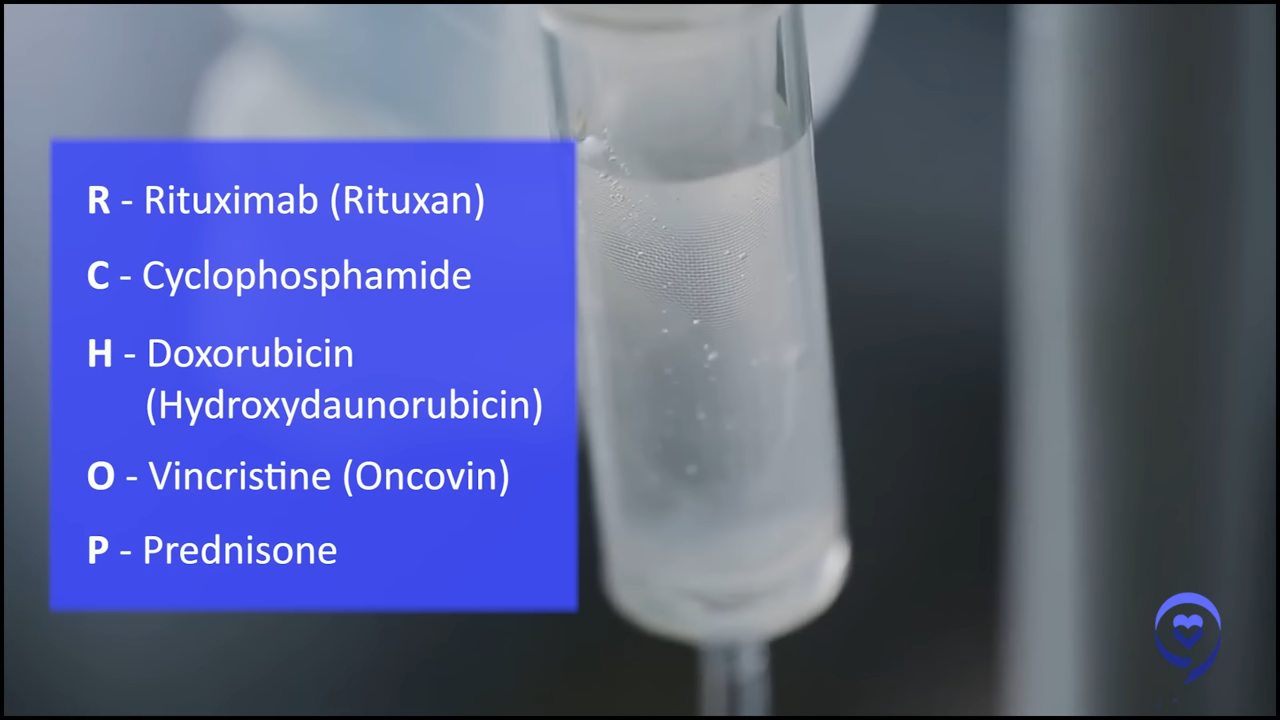 R - Rituximab (Rituxan)
C - Cyclophosphamide
H - Doxorubicin
(Hydroxydaunorubicin)
O - Vincristine (Oncovin)
P - Prednisone